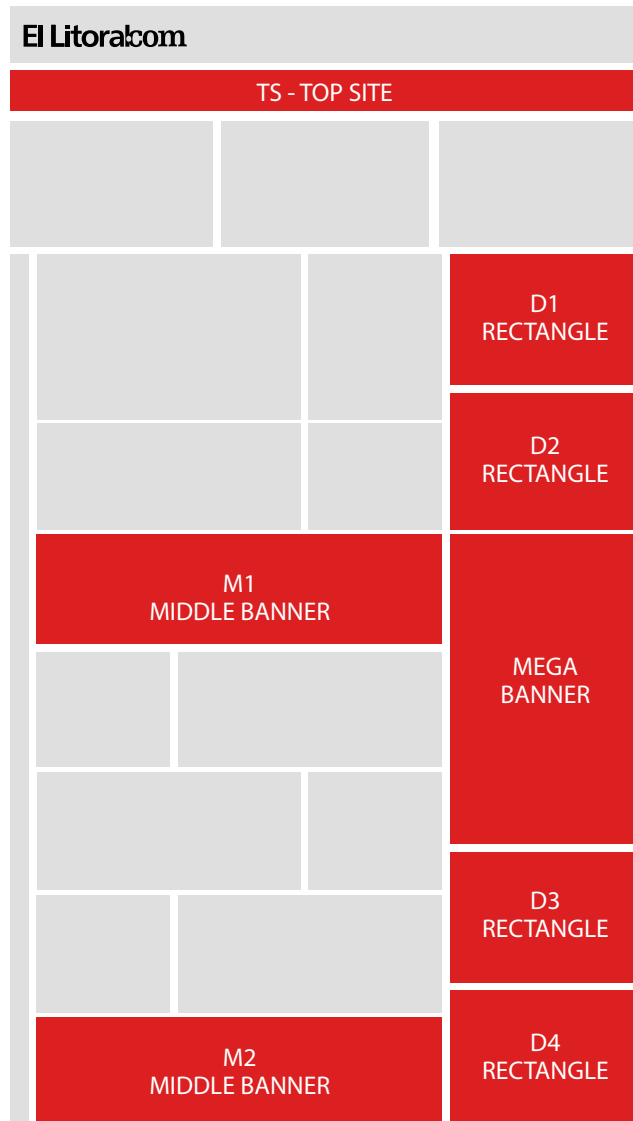 El Litoral.com
TS - TOP SITE
D1
RECTANGLE
D2
RECTANGLE
M1
MIDDLE BANNER
MEGA
BANNER
D3
RECTANGLE
M2
MIDDLE BANNER
D4
RECTANGLE